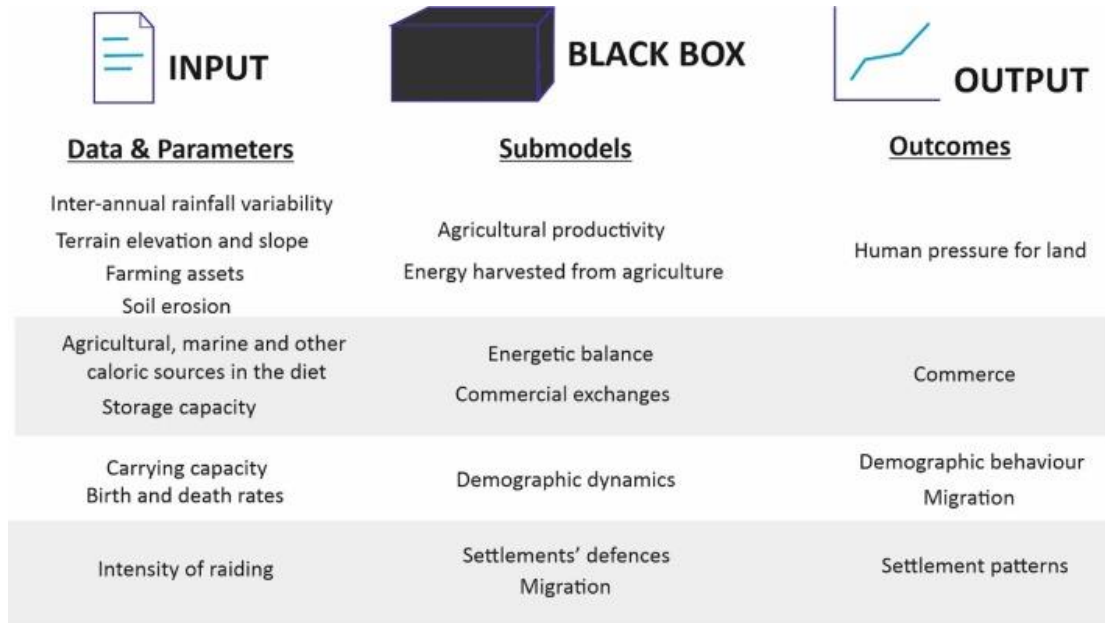 INPUT
BLACK BOX
OUTPUT
Data & Parameters
Submodels
Outcomes
Inter-annual rainfall variability
Terrain elevation and slope
Farming assets
Soil erosion
Agricultural productivity
Energy harvested from agriculture
Human pressure for land
Agricultural, marine and other
caloric sources in the diet
Storage capacity
Energetic balance
Commercial exchanges
Commerce
Carrying capacity
Birth and death rates
Demographic dynamics
Demographic behaviour
Migration
Intensity of raiding
Settlements’ defences
Migration
Settlement patterns